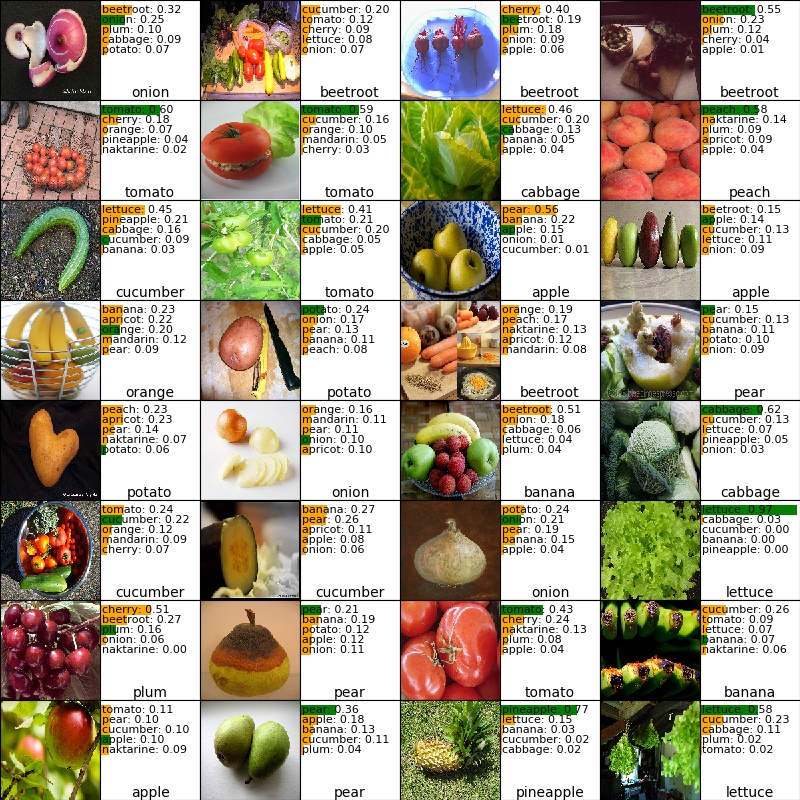 beetroot: 0.32
onion: 0.25
plum: 0.10
cabbage: 0.09
potato: 0.07
onion
cucumber: 0.20
tomato: 0.12
cherry: 0.09
lettuce: 0.08
onion: 0.07
beetroot
cherry: 0.40
beetroot: 0.19
plum: 0.18
onion: 0.09
apple: 0.06
beetroot
beetroot: 0.55
onion: 0.23
plum: 0.12
cherry: 0.04
apple: 0.01
beetroot
tomato: 0.60
cherry: 0.18
orange: 0.07
pineapple: 0.04
naktarine: 0.02
tomato
tomato: 0.59
cucumber: 0.16
orange: 0.10
mandarin: 0.05
cherry: 0.03
tomato
lettuce: 0.46
cucumber: 0.20
cabbage: 0.13
banana: 0.05
apple: 0.04
cabbage
peach: 0.58
naktarine: 0.14
plum: 0.09
apricot: 0.09
apple: 0.04
peach
lettuce: 0.45
pineapple: 0.21
cabbage: 0.16
cucumber: 0.09
banana: 0.03
cucumber
lettuce: 0.41
tomato: 0.21
cucumber: 0.20
cabbage: 0.05
apple: 0.05
tomato
pear: 0.56
banana: 0.22
apple: 0.15
onion: 0.01
cucumber: 0.01
apple
beetroot: 0.15
apple: 0.14
cucumber: 0.13
lettuce: 0.11
onion: 0.09
apple
banana: 0.23
apricot: 0.22
orange: 0.20
mandarin: 0.12
pear: 0.09
orange
potato: 0.24
onion: 0.17
pear: 0.13
banana: 0.11
peach: 0.08
potato
orange: 0.19
peach: 0.17
naktarine: 0.13
apricot: 0.12
mandarin: 0.08
beetroot
pear: 0.15
cucumber: 0.13
banana: 0.11
potato: 0.10
onion: 0.09
pear
peach: 0.23
apricot: 0.23
pear: 0.14
naktarine: 0.07
potato: 0.06
potato
orange: 0.16
mandarin: 0.11
pear: 0.11
onion: 0.10
apricot: 0.10
onion
beetroot: 0.51
onion: 0.18
cabbage: 0.06
lettuce: 0.04
plum: 0.04
banana
cabbage: 0.62
cucumber: 0.13
lettuce: 0.07
pineapple: 0.05
onion: 0.03
cabbage
tomato: 0.24
cucumber: 0.22
orange: 0.12
mandarin: 0.09
cherry: 0.07
cucumber
banana: 0.27
pear: 0.26
apricot: 0.11
apple: 0.08
onion: 0.06
cucumber
potato: 0.24
onion: 0.21
pear: 0.19
banana: 0.15
apple: 0.04
onion
lettuce: 0.97
cabbage: 0.03
cucumber: 0.00
banana: 0.00
pineapple: 0.00
lettuce
cherry: 0.51
beetroot: 0.27
plum: 0.16
onion: 0.06
naktarine: 0.00
plum
pear: 0.21
banana: 0.19
potato: 0.12
apple: 0.12
onion: 0.11
pear
tomato: 0.43
cherry: 0.24
naktarine: 0.13
plum: 0.08
apple: 0.04
tomato
cucumber: 0.26
tomato: 0.09
lettuce: 0.07
banana: 0.07
naktarine: 0.06
banana
tomato: 0.11
pear: 0.10
cucumber: 0.10
apple: 0.10
naktarine: 0.09
apple
pear: 0.36
apple: 0.18
banana: 0.13
cucumber: 0.11
plum: 0.04
pear
pineapple: 0.77
lettuce: 0.15
banana: 0.03
cucumber: 0.02
cabbage: 0.02
pineapple
lettuce: 0.58
cucumber: 0.23
cabbage: 0.11
plum: 0.02
tomato: 0.02
lettuce